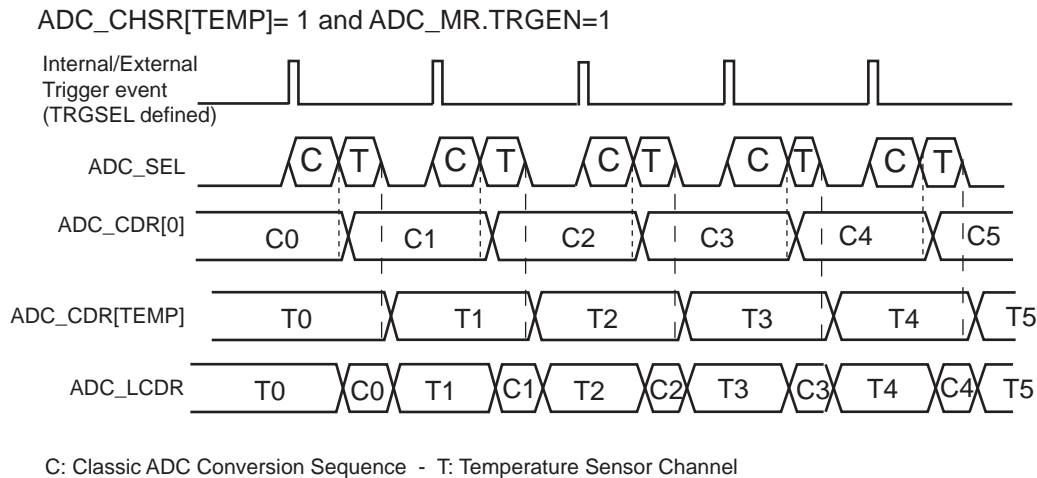 ADC_CHSR[TEMP]= 1 and ADC_MR.TRGEN=1
Internal/External
Trigger event
(TRGSEL defined)
ADC_SEL C T C T C T C T C T
ADC_CDR[0] C0 C1 C2 C3 C4 C5
ADC_CDR[TEMP] T0 T1 T2 T3 T4 T5
ADC_LCDR T0 C0 T1 C1 T2 C2 T3 C3 T4 C4 T5
C: Classic ADC Conversion Sequence - T: Temperature Sensor Channel